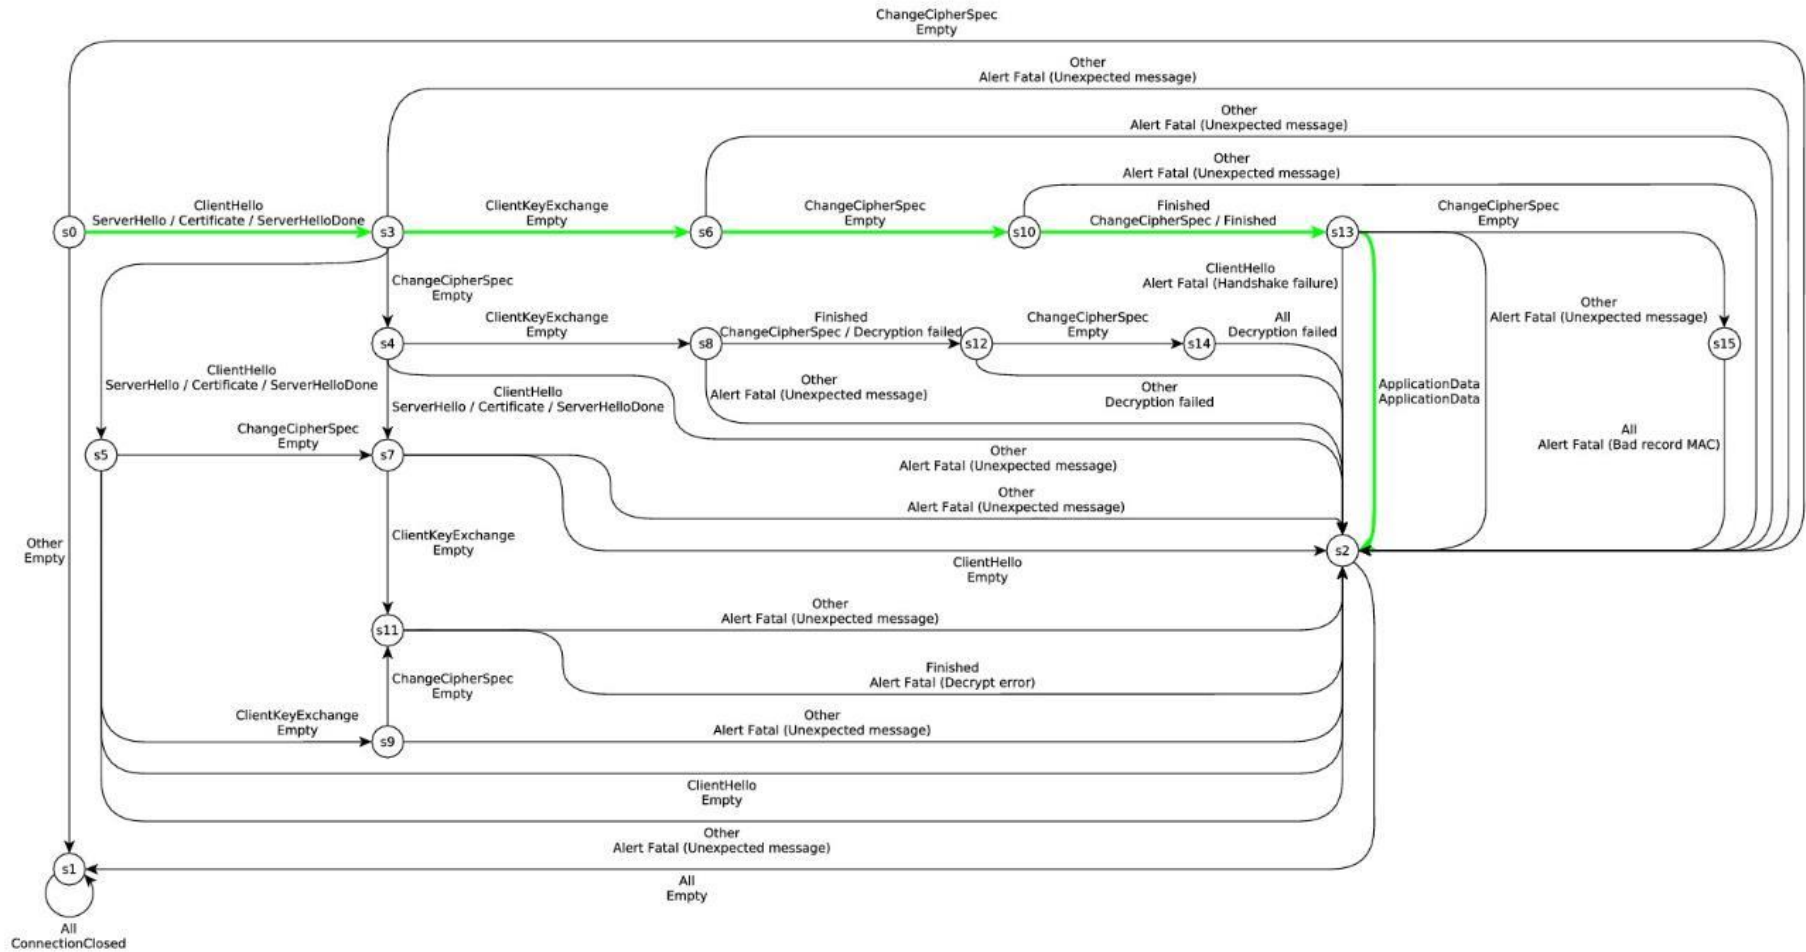 ChangeCipherSpec
Empty
Other
Alert Fatal (Unexpected message)
Other
Alert Fatal (Unexpected message)
Other
Alert Fatal (Unexpected message)
ClientHello
ServerHello / Certificate / ServerHelloDone
ClientKeyExchange
Empty
ChangeCipherSpec
Empty
Finished
ChangeCipherSpec / Finished
ChangeCipherSpec
Empty
s0
s3
s6
s10
s13
ChangeCipherSpec
Empty
ClientHello
Alert Fatal (Handshake failure)
ClientKeyExchange
Empty
Finished
ChangeCipherSpec / Decryption failed
ChangeCipherSpec
Empty
All
Decryption failed
Other
Alert Fatal (Unexpected message)
s4
s8
s12
s14
s15
ClientHello
ServerHello / Certificate / ServerHelloDone
ClientHello
ServerHello / Certificate / ServerHelloDone
Other
Alert Fatal (Unexpected message)
Other
Decryption failed
ApplicationData
ApplicationData
ChangeCipherSpec
Empty
All
Alert Fatal (Bad record MAC)
s5
s7
Other
Alert Fatal (Unexpected message)
Other
Alert Fatal (Unexpected message)
Other
Empty
ClientKeyExchange
Empty
s2
ClientHello
Empty
Other
Alert Fatal (Unexpected message)
s11
ChangeCipherSpec
Empty
Finished
Alert Fatal (Decrypt error)
ClientKeyExchange
Empty
Other
Alert Fatal (Unexpected message)
s9
ClientHello
Empty
Other
Alert Fatal (Unexpected message)
s1
All
Empty
All
ConnectionClosed